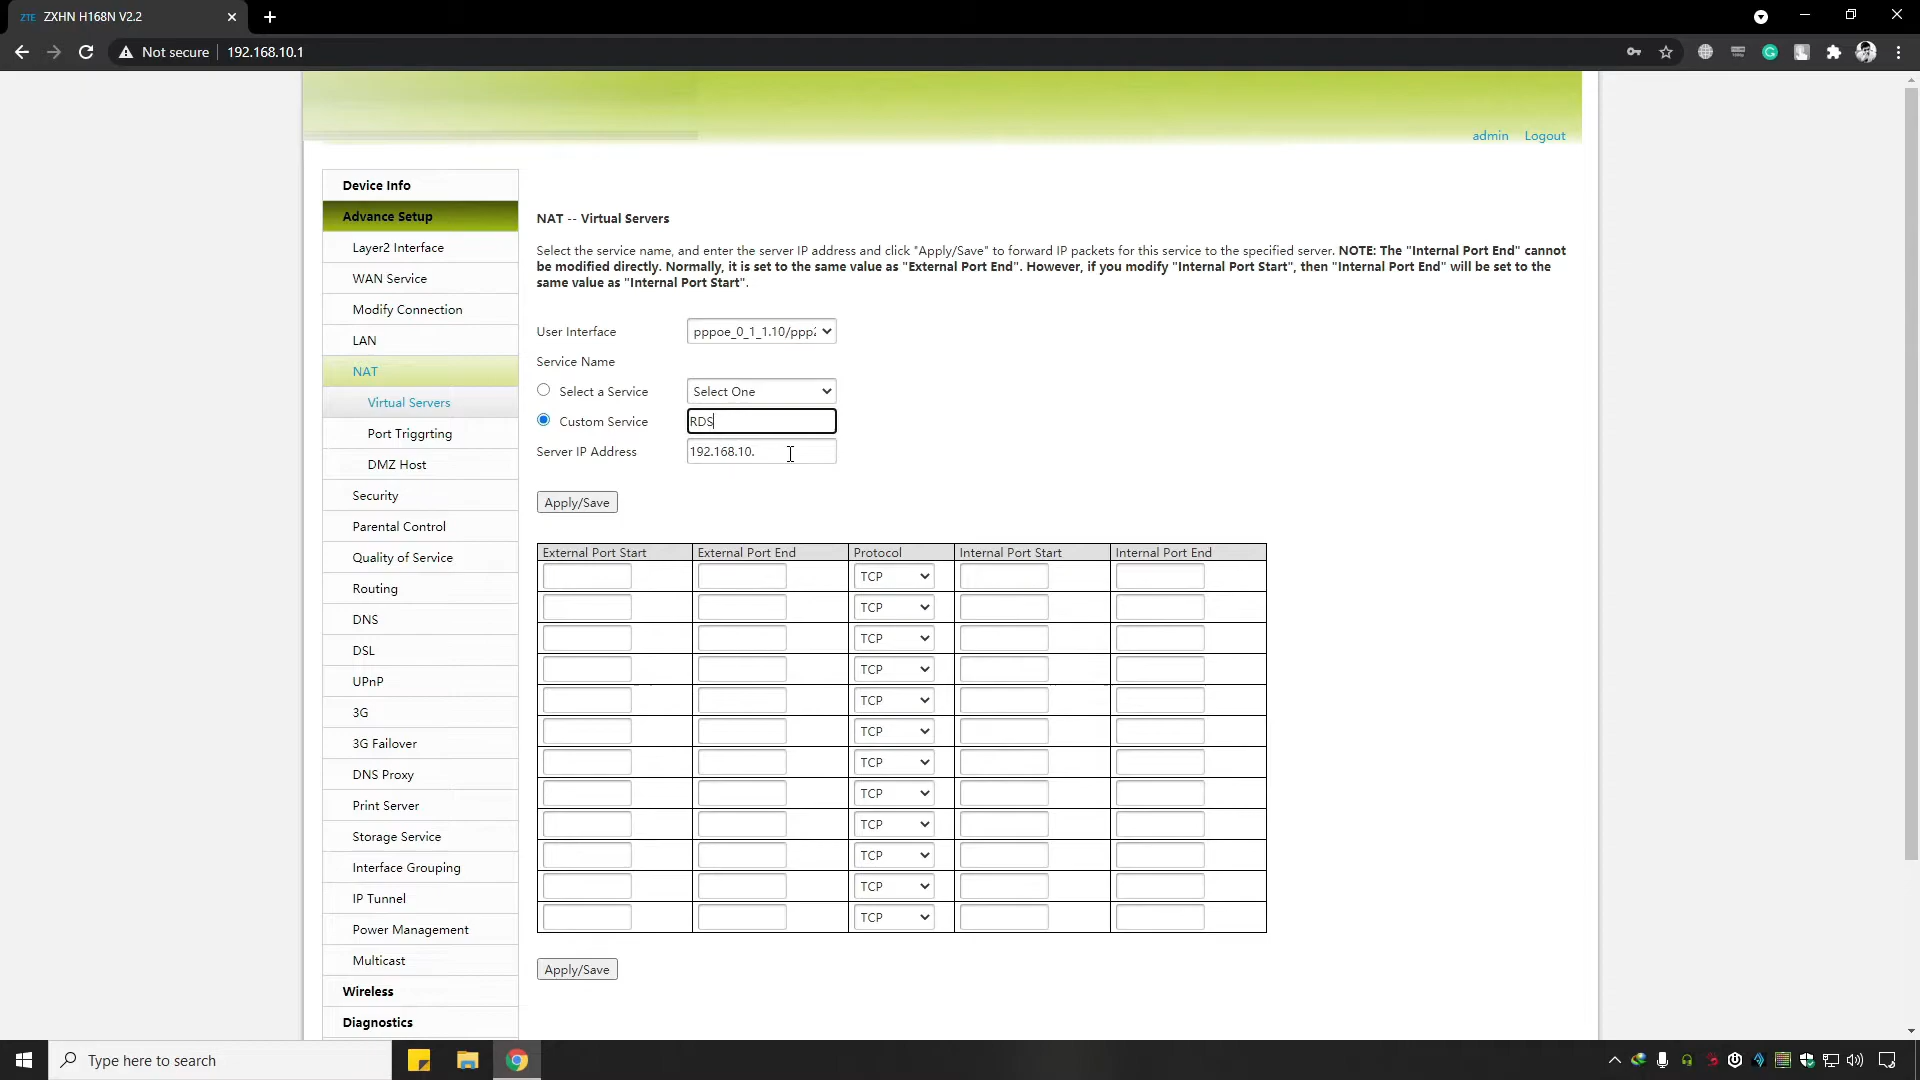 ZTE ZXHN H168N V2.2
Not secure 192.168.10.1
admin Logout
Device Info
Advance Setup
Layer2 Interface
WAN Service
Modify Connection
LAN
NAT
Virtual Servers
Port Triggrting
DMZ Host
Security
Parental Control
Quality of Service
Routing
DNS
DSL
UPnP
3G
3G Failover
DNS Proxy
Print Server
Storage Service
Interface Grouping
IP Tunnel
Power Management
Multicast
Wireless
Diagnostics
NAT -- Virtual Servers
Select the service name, and enter the server IP address and click "Apply/Save" to forward IP packets for this service to the specified server. NOTE: The "Internal Port End" cannot
be modified directly. Normally, it is set to the same value as "External Port End". However, if you modify "Internal Port Start", then "Internal Port End" will be set to the
same value as "Internal Port Start".
User Interface pppoe_0_1_1.10/ppp2
Service Name
Select a Service Select One
Custom Service RDS
Server IP Address 192.168.10.
Apply/Save
External Port Start External Port End Protocol Internal Port Start Internal Port End
TCP
TCP
TCP
TCP
TCP
TCP
TCP
TCP
TCP
TCP
TCP
TCP
Apply/Save
Type here to search